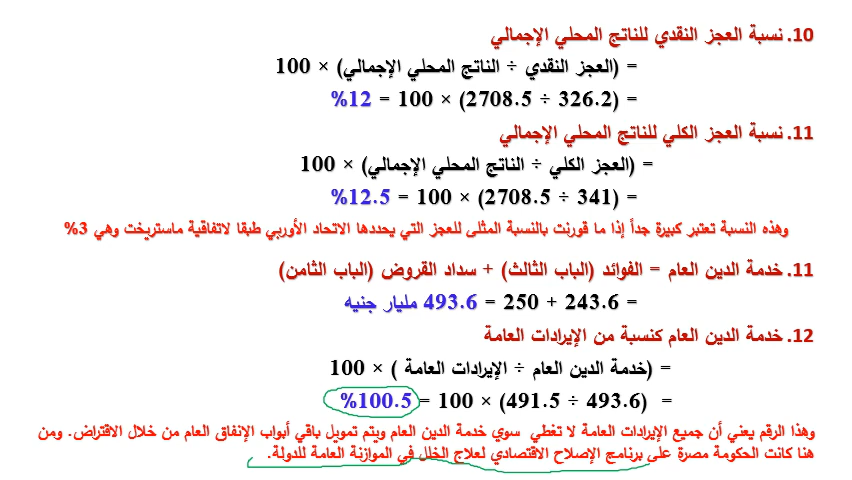 10. نسبة العجز النقدي للناتج المحلي الإجمالي
= (العجز النقدي ÷ الناتج المحلي الإجمالي) × 100
= (326.2 ÷ 2708.5) × 100 = 12%
11. نسبة العجز الكلي للناتج المحلي الإجمالي
= (العجز الكلي ÷ الناتج المحلي الإجمالي) × 100
= (341 ÷ 2708.5) × 100 = 12.5%
وهذه النسبة تعتبر كبيرة جداً إذا ما قورنت بالنسبة المثلى للعجز التي يحددها الاتحاد الأوربي طبقا لاتفاقية ماستريخت وهي 3%
11. خدمة الدين العام = الفوائد (الباب الثالث) + سداد القروض (الباب الثامن)
= 243.6 + 250 = 493.6 مليار جنيه
12. خدمة الدين العام كنسبة من الإيرادات العامة
= (خدمة الدين العام ÷ الإيرادات العامة ) × 100
= (493.6 ÷ 491.5) × 100 = 100.5%
وهذا الرقم يعني أن جميع الإيرادات العامة لا تغطي سوي خدمة الدين العام ويتم تمويل باقي أبواب الإنفاق العام من خلال الاقتراض. ومن
هنا كانت الحكومة مصرة على برنامج الإصلاح الاقتصادي لعلاج الخلل في الموازنة العامة للدولة.